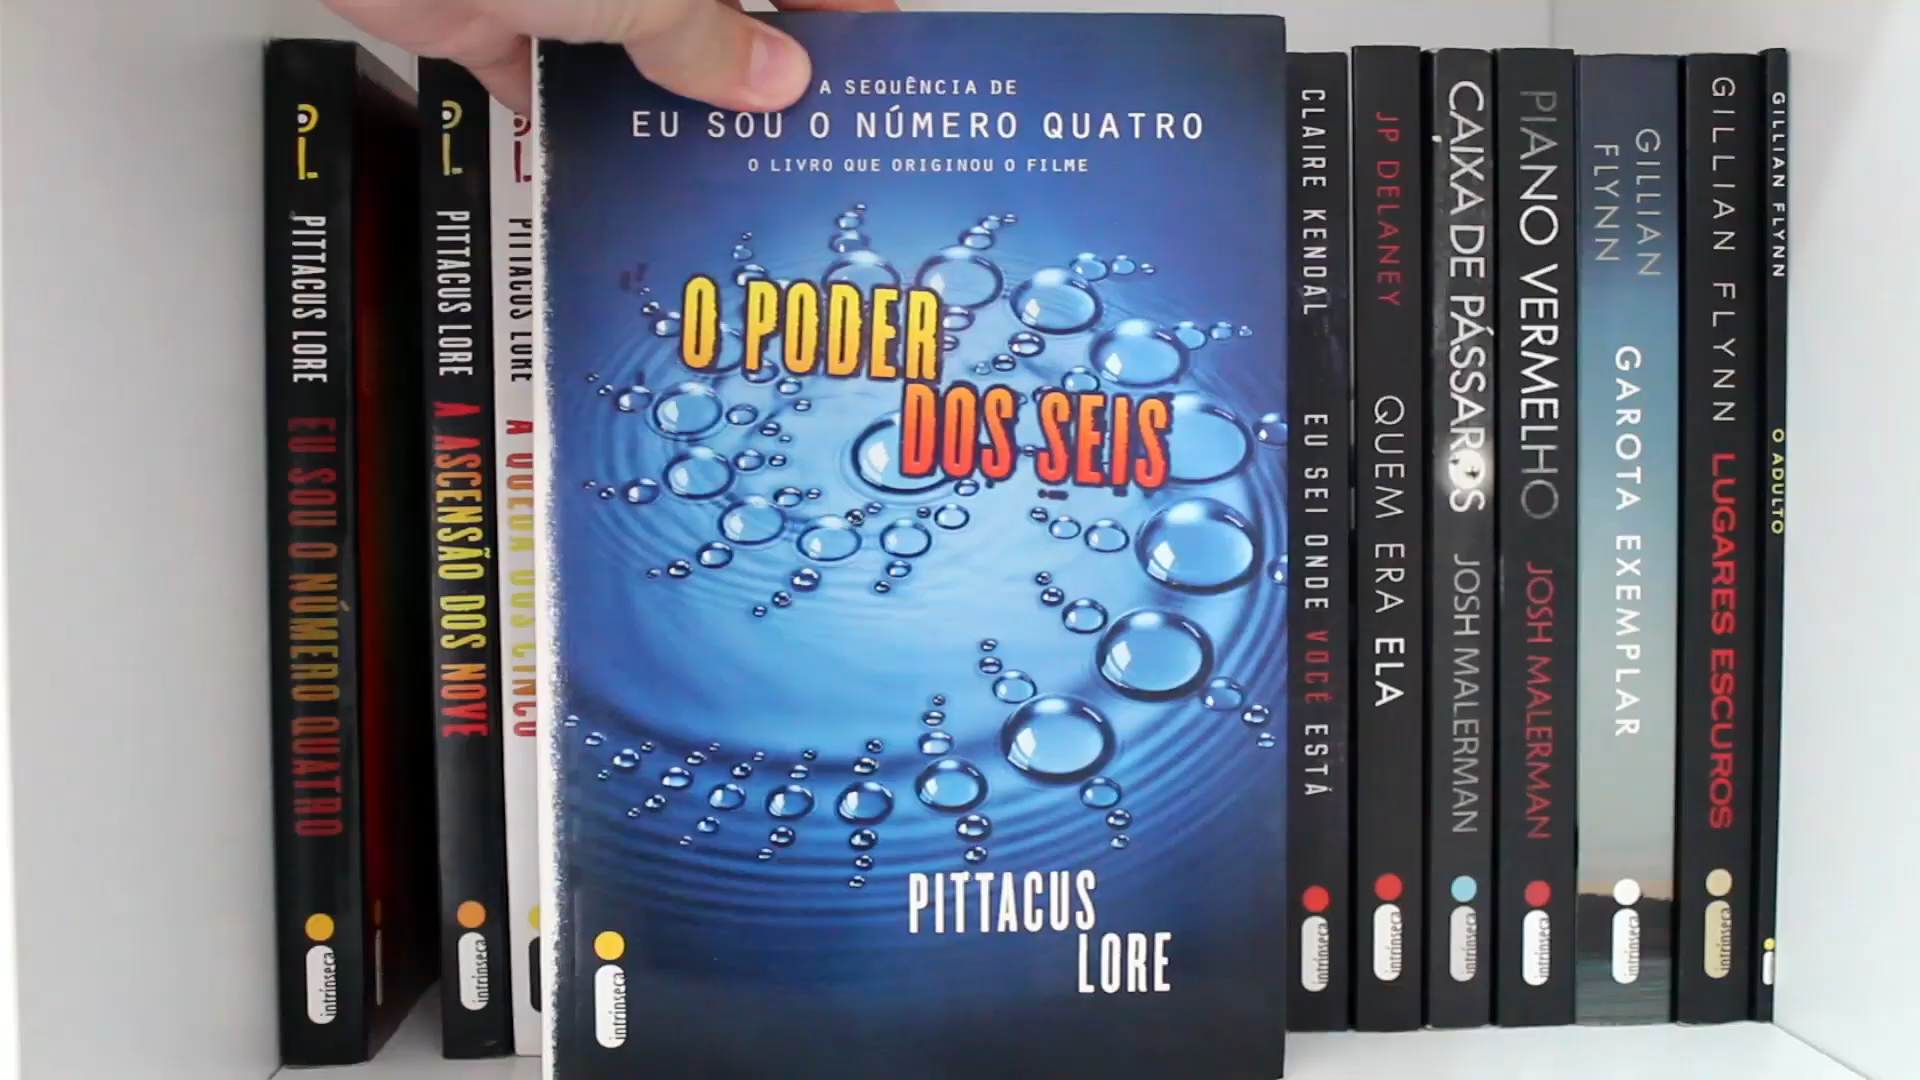 PITTACUS LORE EU SOU O NÚMERO QUATRO
intrínseca
PITTACUS LORE A ASCENSÃO DOS NOVE
intrínseca
PITTACUS LORE A QUEDA DOS CINCO
A SEQUÊNCIA DE
EU SOU O NÚMERO QUATRO
O LIVRO QUE ORIGINOU O FILME
O PODER
DOS SEIS
PITTACUS
LORE
intrínseca
CLAIRE KENDAL EU SEI ONDE VOCÊ ESTÁ
intrínseca
JP DELANEY QUEM ERA ELA
intrínseca
CAIXA DE PÁSSAROS JOSH MALERMAN
intrínseca
PIANO VERMELHO JOSH MALERMAN
intrínseca
GILLIAN
FLYNN
GAROTA EXEMPLAR
intrínseca
GILLIAN FLYNN LUGARES ESCUROS
intrínseca
GILLIAN FLYNN O ADULTO